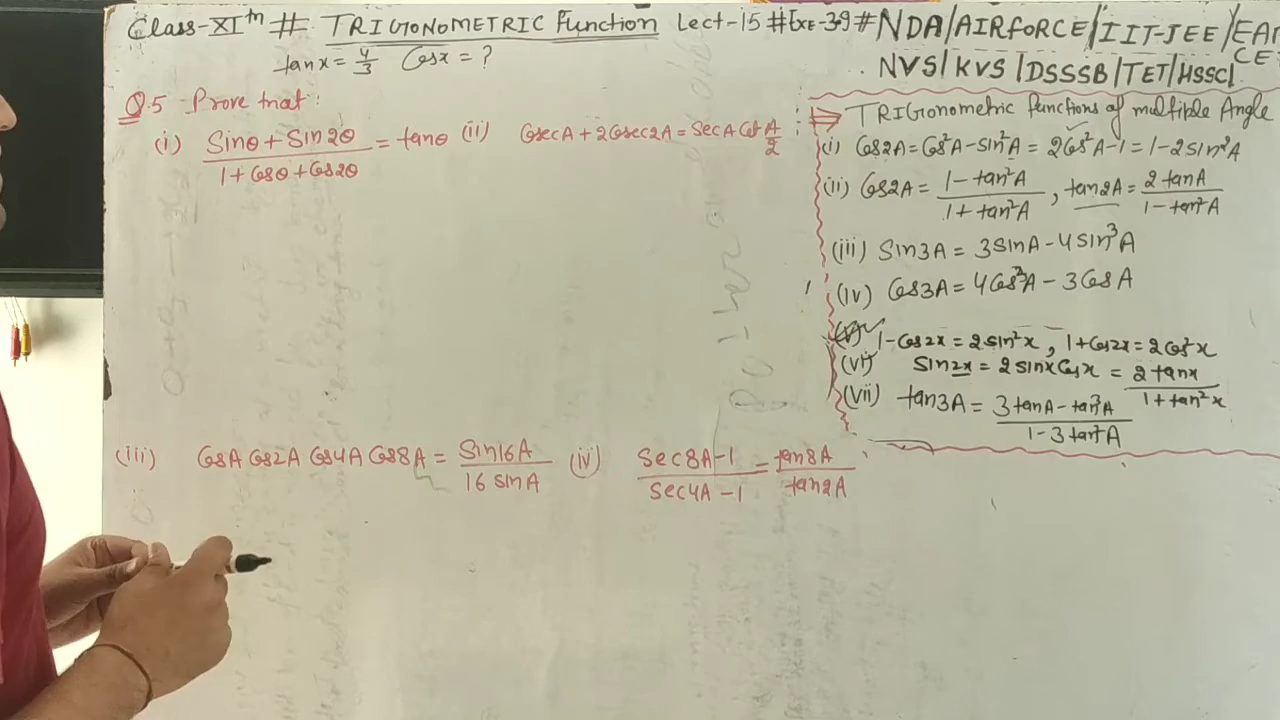 Class-XIth # TRIGONOMETRIC Function Lect-15 #Exe-3.9 # NDA/AIRFORCE/IIT-JEE/EAM
CE
tanx = 4/3 Cosx = ?
NVS/KVS/DSSSB/TET/HSSC/
Q.5 Prove that:
(i) (Sinθ + Sin2θ)/(1 + Cosθ + Cos2θ) = tanθ (ii) CosecA + 2Cosec2A = SecA Cot A/2
⇒ TRIGonometric functions of multiple Angle
(i) Cos2A = Cos²A - Sin²A = 2Cos²A - 1 = 1 - 2sin²A
(ii) Cos2A = (1 - tan²A)/(1 + tan²A), tan2A = (2tanA)/(1 - tan²A)
(iii) Sin3A = 3sinA - 4sin³A
(iv) Cos3A = 4Cos³A - 3CosA
(v) 1 - Cos2x = 2sin²x, 1 + Cos2x = 2Cos²x
(vi) Sin2x = 2sinxCosx = (2tanx)/(1 + tan²x)
(vii) tan3A = (3tanA - tan³A)/(1 - 3tan²A)
(iii) CosA Cos2A Cos4A Cos8A = Sin16A/16sinA (iv) (Sec8A - 1)/(Sec4A - 1) = tan8A/tan2A